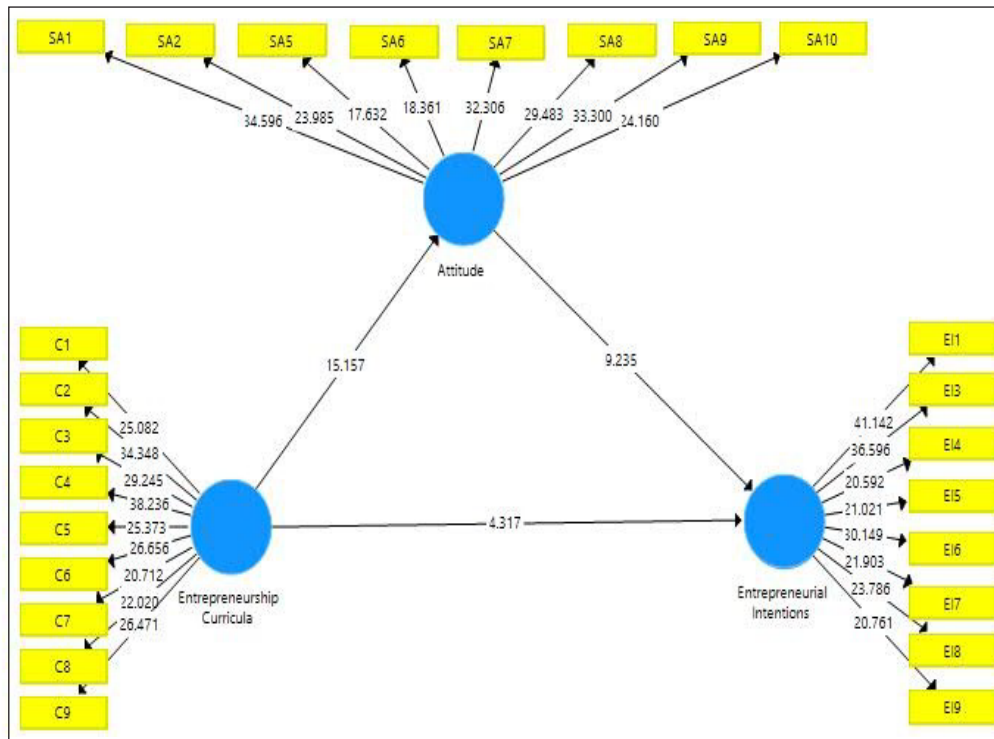 SA1
SA2
SA5
SA6
SA7
SA8
SA9
SA10
34.596
23.985
17.632
18.361
32.306
29.483
33.300
24.160
Attitude
15.157
9.235
C1
C2
C3
C4
C5
C6
C7
C8
C9
25.082
34.348
29.245
38.236
25.373
26.656
20.712
22.020
26.471
Entrepreneurship
Curricula
4.317
Entrepreneurial
Intentions
41.142
36.596
20.592
21.021
30.149
21.903
23.786
20.761
EI1
EI3
EI4
EI5
EI6
EI7
EI8
EI9